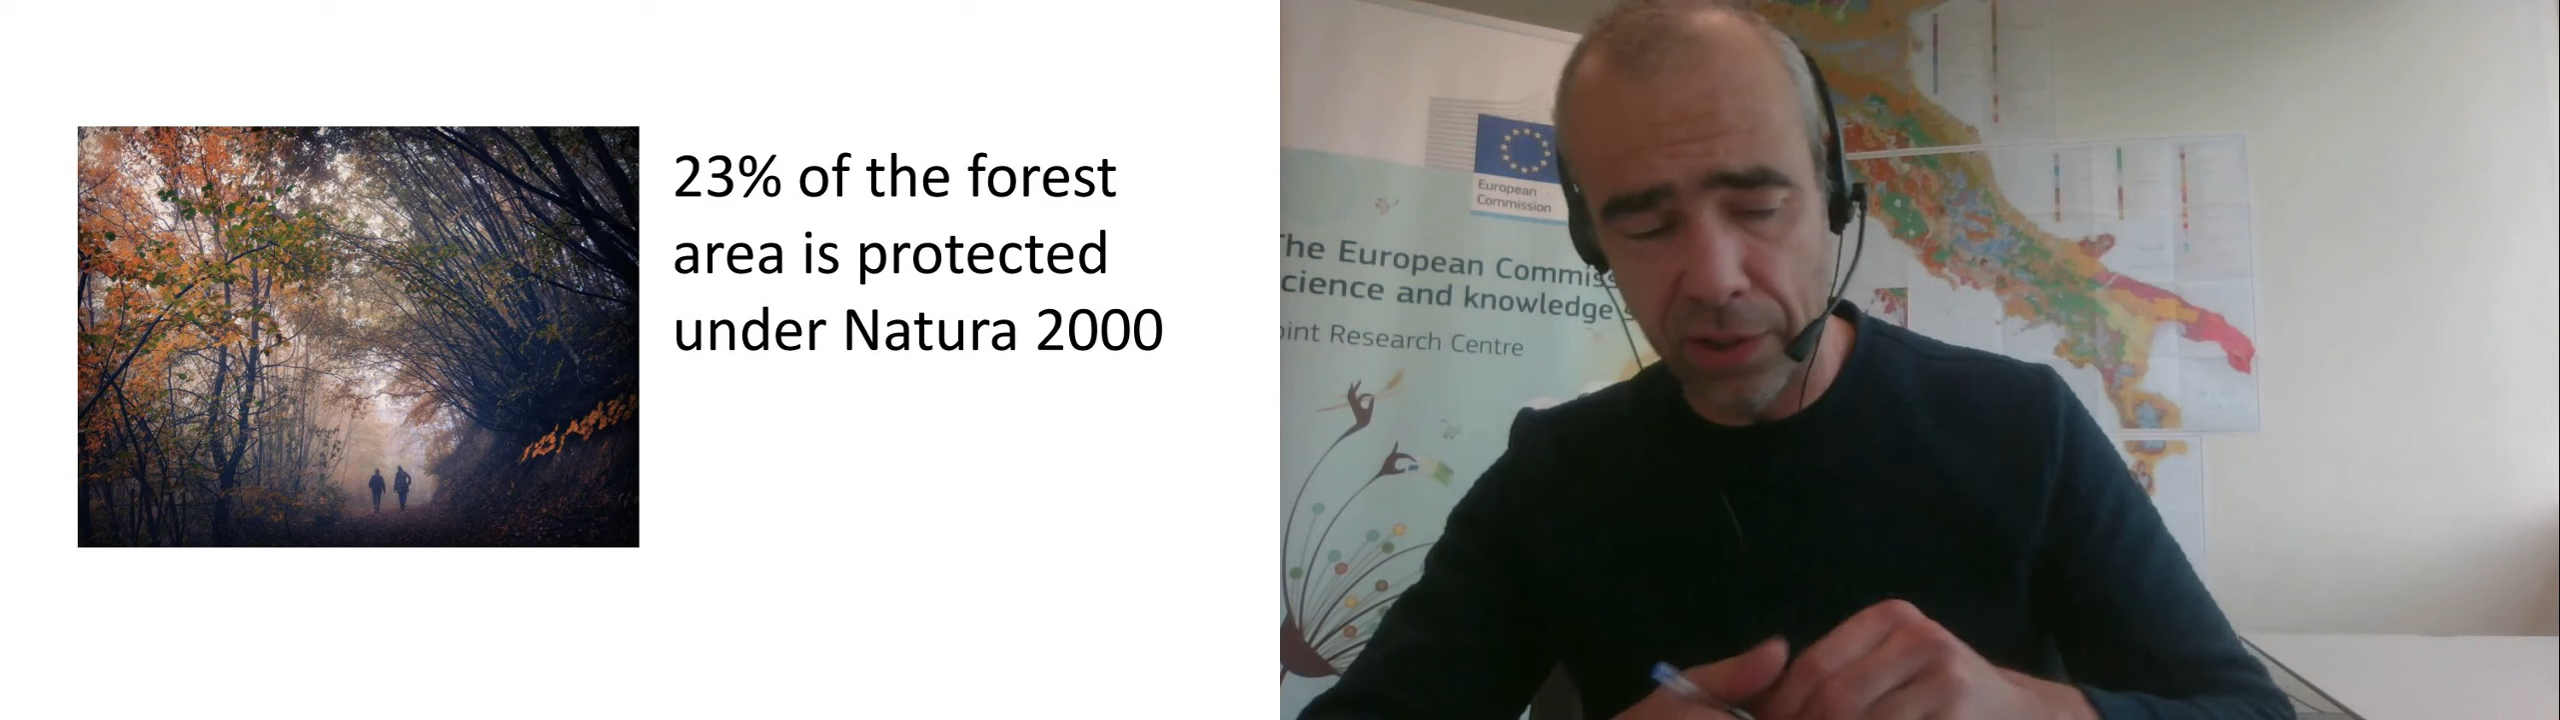 23% of the forest
area is protected
under Natura 2000
European
Commission
The European Commiss
cience and knowledge s
oint Research Centre